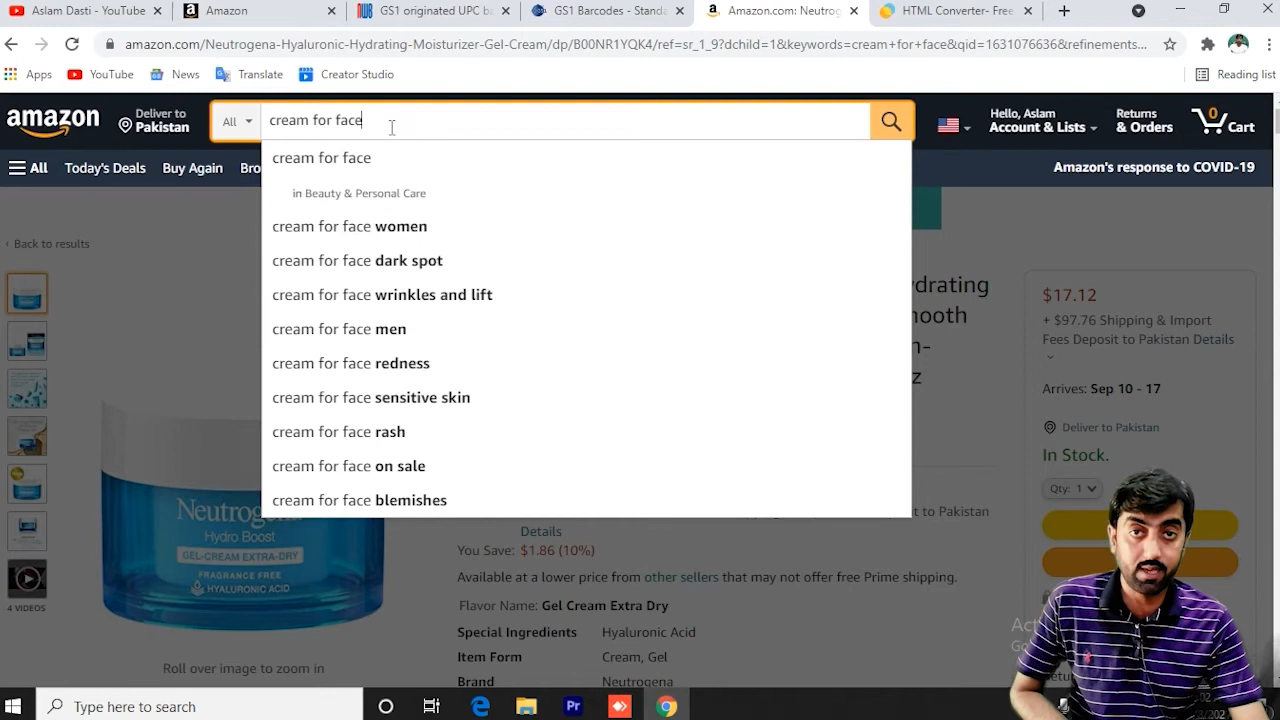 Aslam Dasti - YouTube
Amazon
GS1 originated UPC ba
GS1 Barcodes - Standa
Amazon.com: Neutrog
HTML Converter- Free
amazon.com/Neutrogena-Hyaluronic-Hydrating-Moisturizer-Gel-Cream/dp/B00NR1YQK4/ref=sr_1_9?dchild=1&keywords=cream+for+face&qid=1631076636&refinements...
Apps
YouTube
News
Translate
Creator Studio
Reading list
amazon
Deliver to
Pakistan
All
cream for face
Hello, Aslam
Account & Lists
Returns
& Orders
0
Cart
All
Today's Deals
Buy Again
Bro
Amazon's response to COVID-19
cream for face
in Beauty & Personal Care
cream for face women
cream for face dark spot
cream for face wrinkles and lift
cream for face men
cream for face redness
cream for face sensitive skin
cream for face rash
cream for face on sale
cream for face blemishes
‹ Back to results
4 VIDEOS
Neutrog
Hydro Boost
GEL-CREAM EXTRA-DRY
FRAGRANCE FREE
HYALURONIC ACID
Roll over image to zoom in
drating
nooth
n-
z
t to Pakistan
Details
You Save: $1.86 (10%)
Available at a lower price from other sellers that may not offer free Prime shipping.
Flavor Name: Gel Cream Extra Dry
Special Ingredients Hyaluronic Acid
Item Form Cream, Gel
Brand Neutrogena
$17.12
+ $97.76 Shipping & Import
Fees Deposit to Pakistan Details
Arrives: Sep 10 - 17
Deliver to Pakistan
In Stock.
Qty: 1
Type here to search